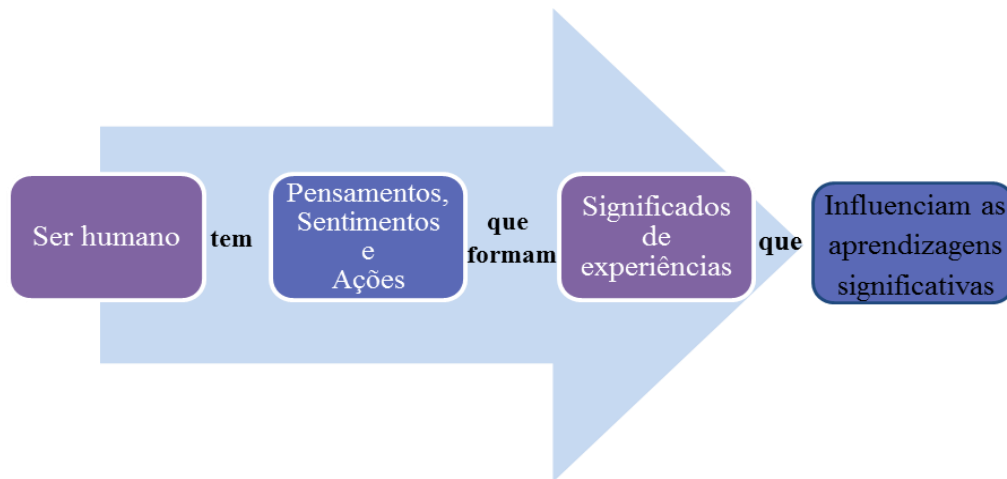 Ser humano
tem
Pensamentos,
Sentimentos
e
Ações
que
formam
Significados
de
experiências
que
Influenciam as
aprendizagens
significativas